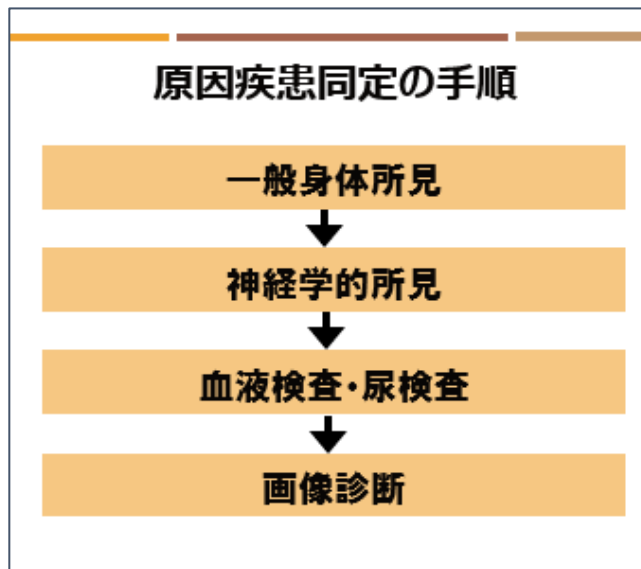 原因疾患同定の手順
一般身体所見
神経学的所見
血液検査・尿検査
画像診断